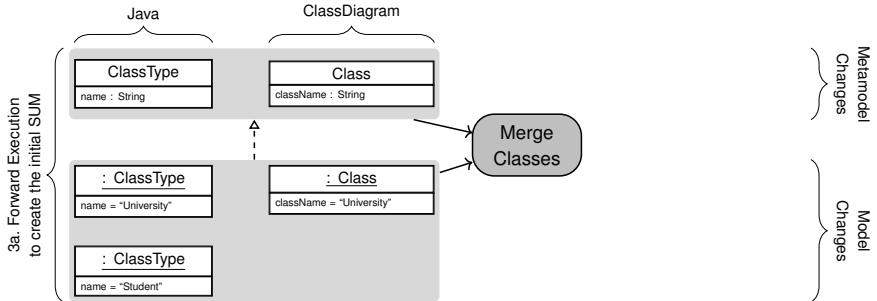 Java
ClassDiagram
3a. Forward Execution
to create the initial SUM
ClassType
name : String
Class
className : String
Metamodel
Changes
Merge
Classes
: ClassType
name = “University”
: Class
className = “University”
Model
Changes
: ClassType
name = “Student”